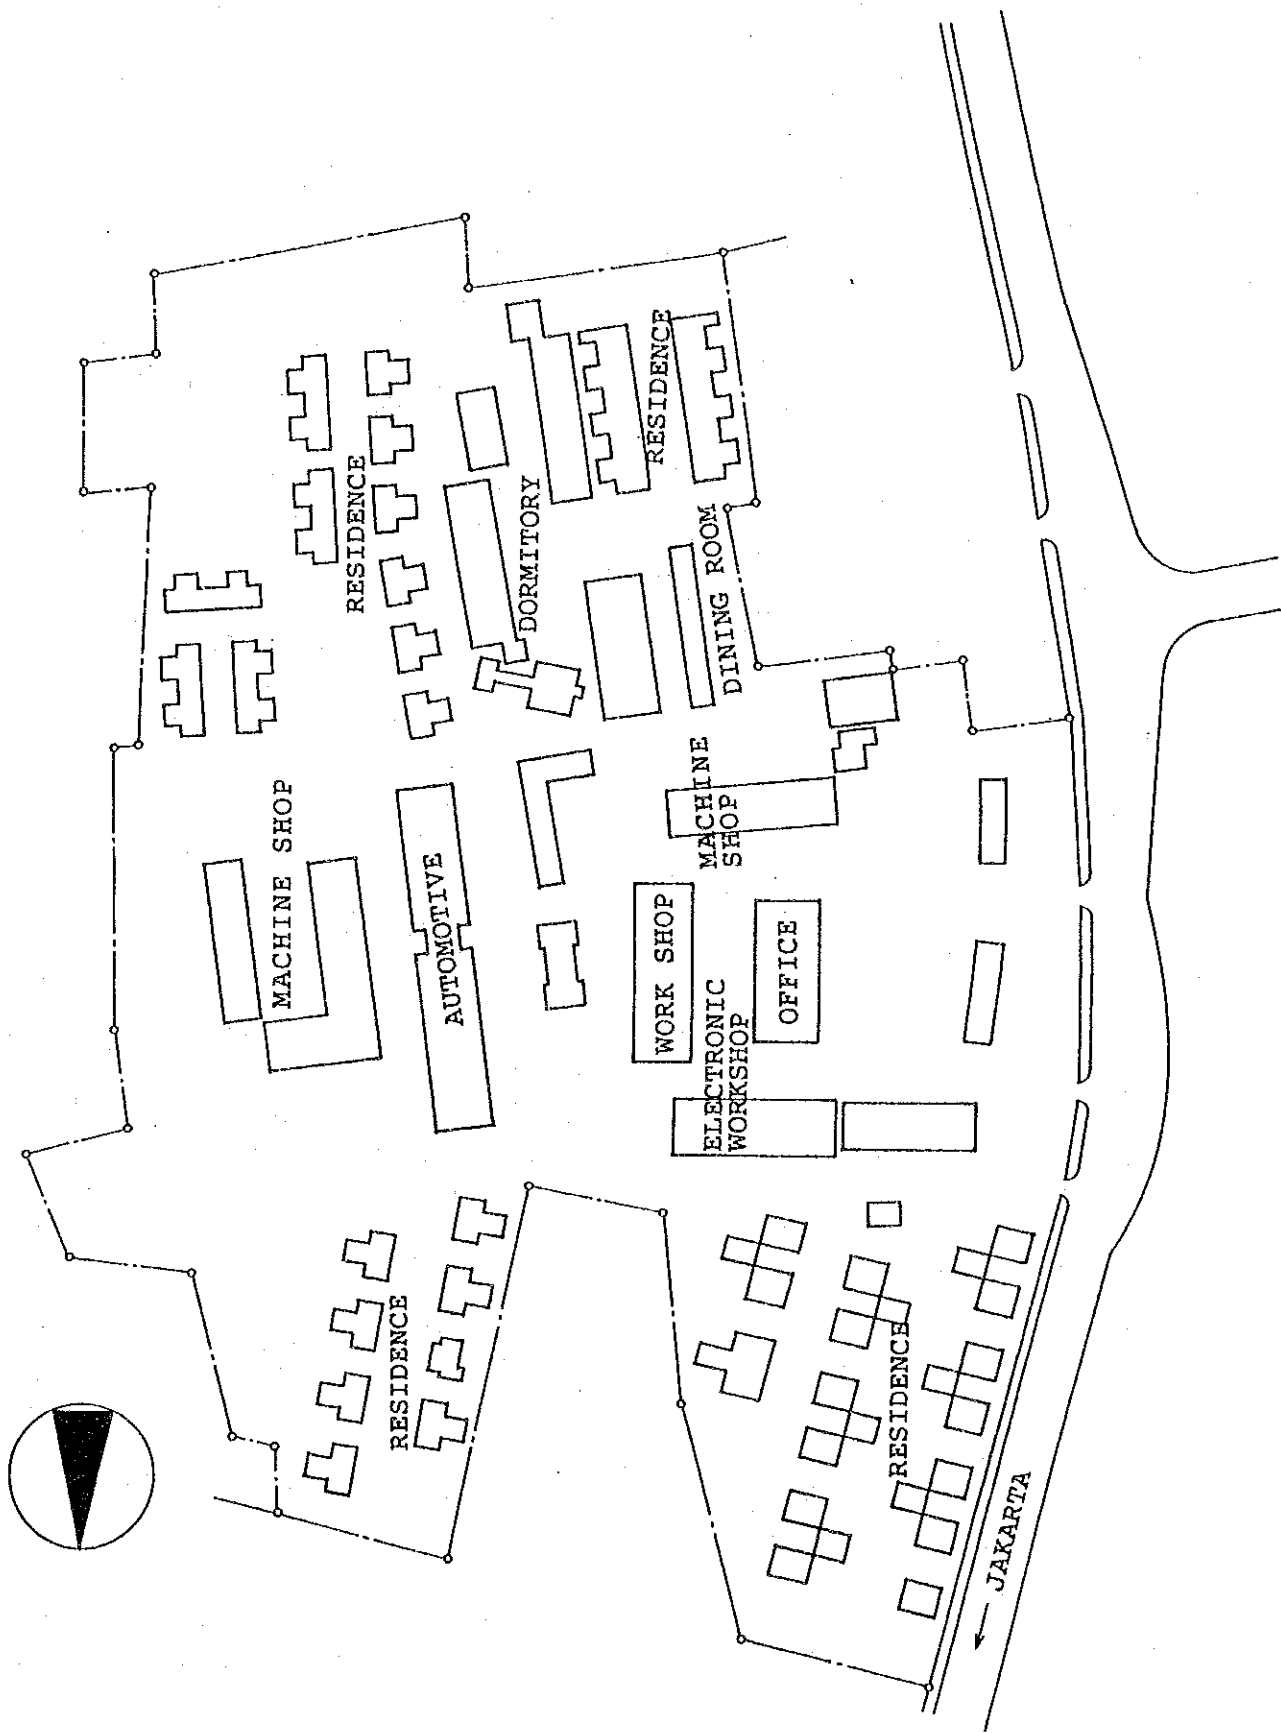 MACHINE SHOP
RESIDENCE
RESIDENCE
AUTOMOTIVE
DORMITORY
RESIDENCE
WORK SHOP
ELECTRONIC
WORKSHOP
MACHINE
SHOP
DINING ROOM
OFFICE
RESIDENCE
← JAKARTA